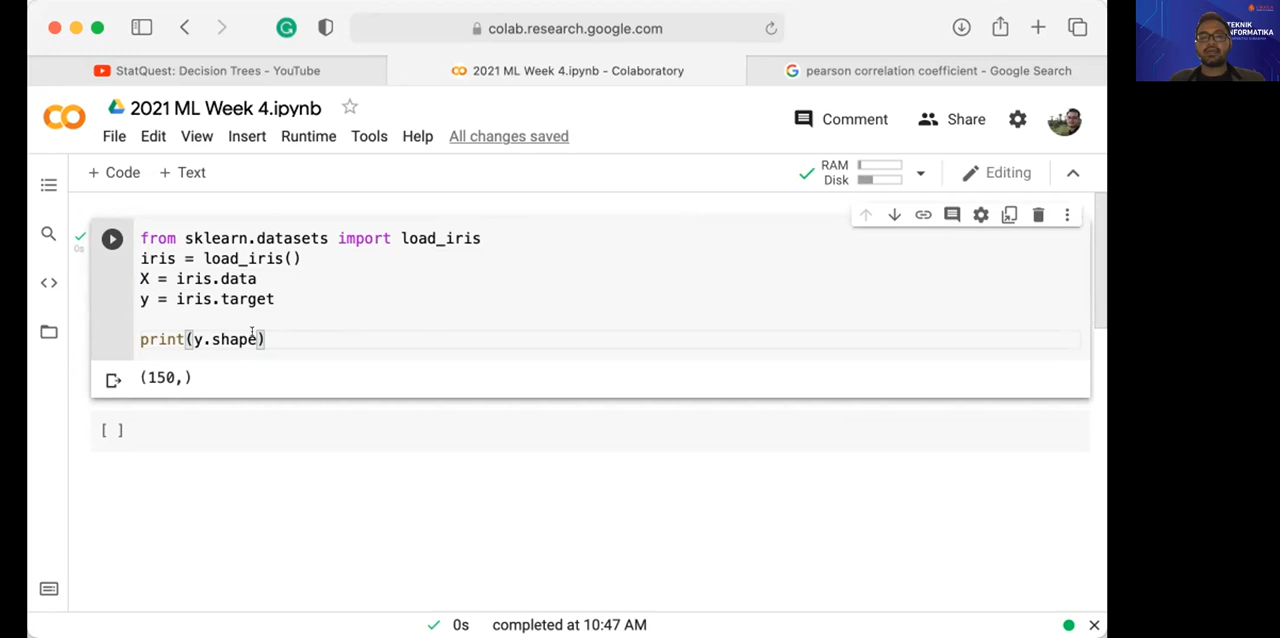 colab.research.google.com
StatQuest: Decision Trees - YouTube
2021 ML Week 4.ipynb - Colaboratory
pearson correlation coefficient - Google Search
2021 ML Week 4.ipynb
File Edit View Insert Runtime Tools Help All changes saved
Comment
Share
+ Code + Text
RAM
Disk
Editing
from sklearn.datasets import load_iris
iris = load_iris()
X = iris.data
y = iris.target
print(y.shape)
0s
(150,)
[ ]
0s completed at 10:47 AM
TEKNIK
INFORMATIKA